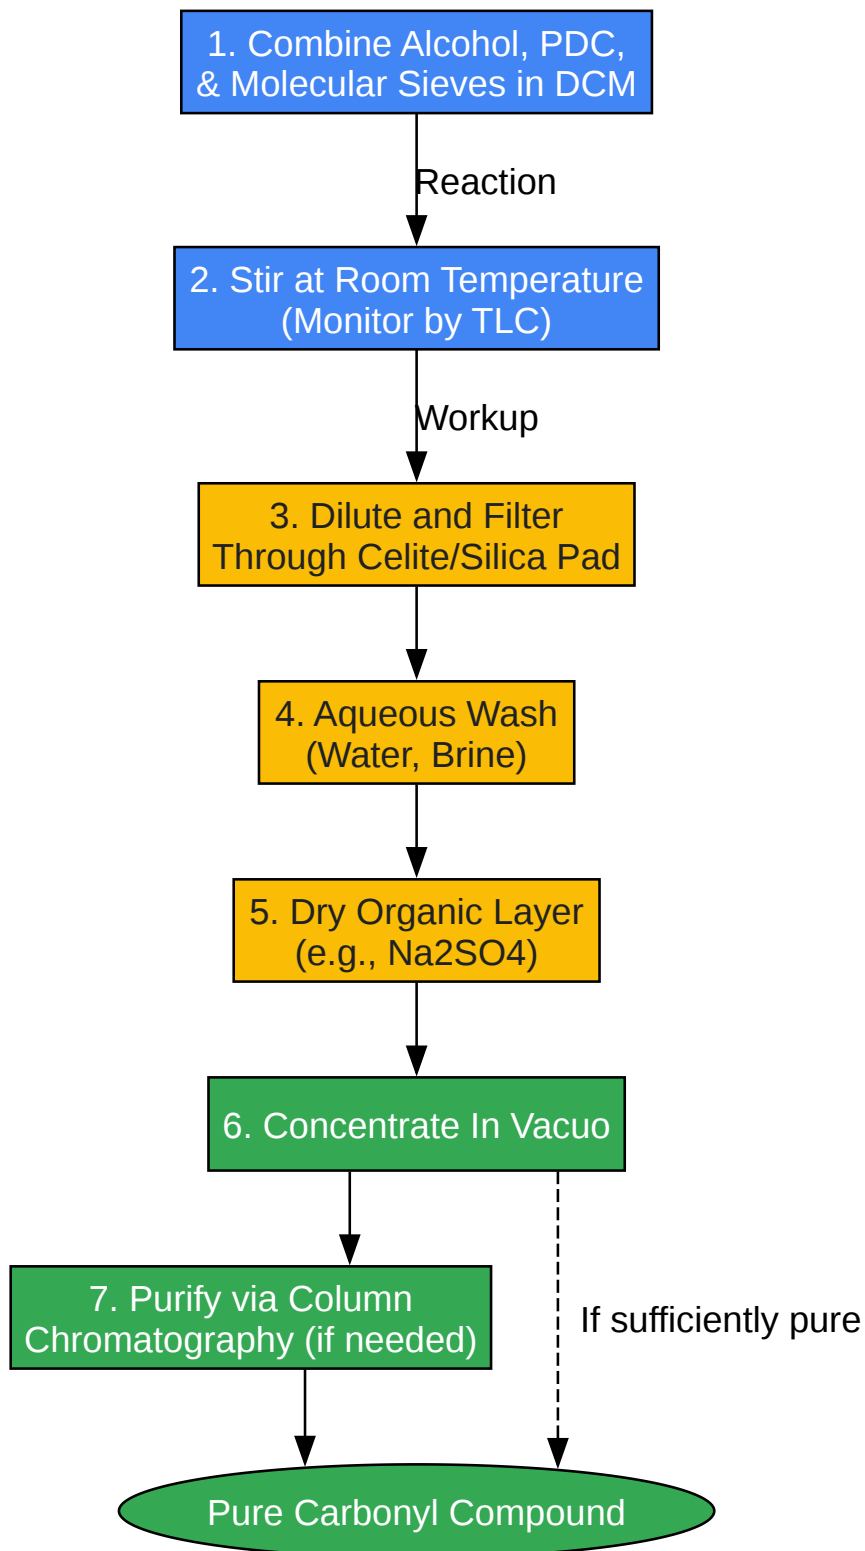 1. Combine Alcohol, PDC,
& Molecular Sieves in DCM
Reaction
2. Stir at Room Temperature
(Monitor by TLC)
Workup
3. Dilute and Filter
Through Celite/Silica Pad
4. Aqueous Wash
(Water, Brine)
5. Dry Organic Layer
(e.g., Na2SO4)
6. Concentrate In Vacuo
7. Purify via Column
Chromatography (if needed)
If sufficiently pure
Pure Carbonyl Compound